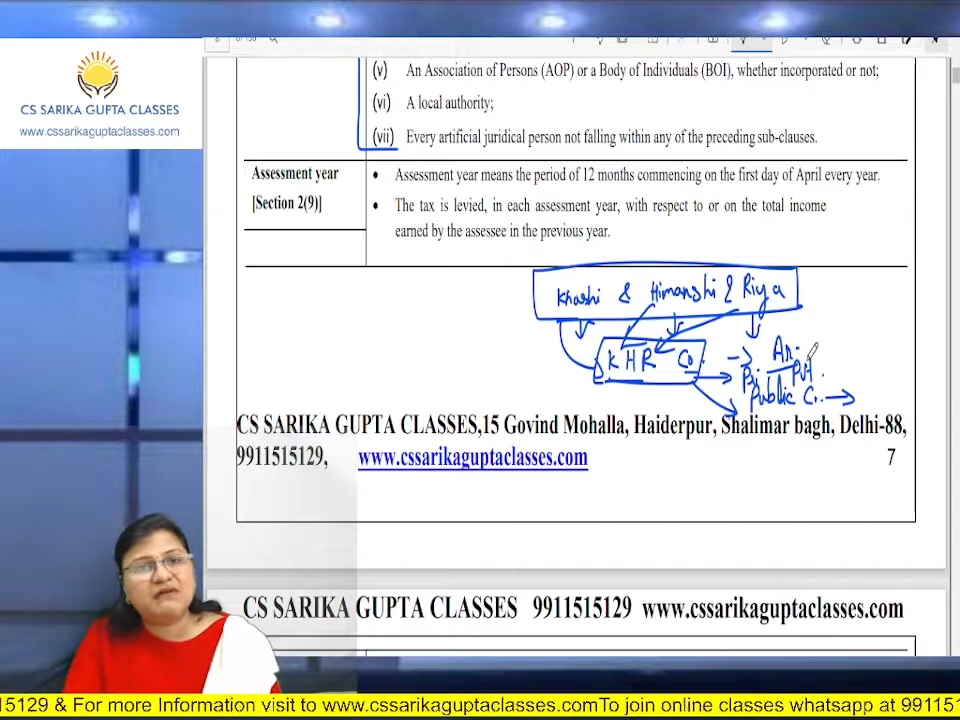 CS SARIKA GUPTA CLASSES
www.cssarikaguptaclasses.com
(v) An Association of Persons (AOP) or a Body of Individuals (BOI), whether incorporated or not;
(vi) A local authority;
(vii) Every artificial juridical person not falling within any of the preceding sub-clauses.
Assessment year
[Section 2(9)]
• Assessment year means the period of 12 months commencing on the first day of April every year.
• The tax is levied, in each assessment year, with respect to or on the total income
earned by the assessee in the previous year.
Khushi & Himanshi & Riya
KHR Co.
Public Co.
CS SARIKA GUPTA CLASSES,15 Govind Mohalla, Haiderpur, Shalimar bagh, Delhi-88,
9911515129, www.cssarikaguptaclasses.com
7
CS SARIKA GUPTA CLASSES 9911515129 www.cssarikaguptaclasses.com
15129 & For more Information visit to www.cssarikaguptaclasses.comTo join online classes whatsapp at 99115